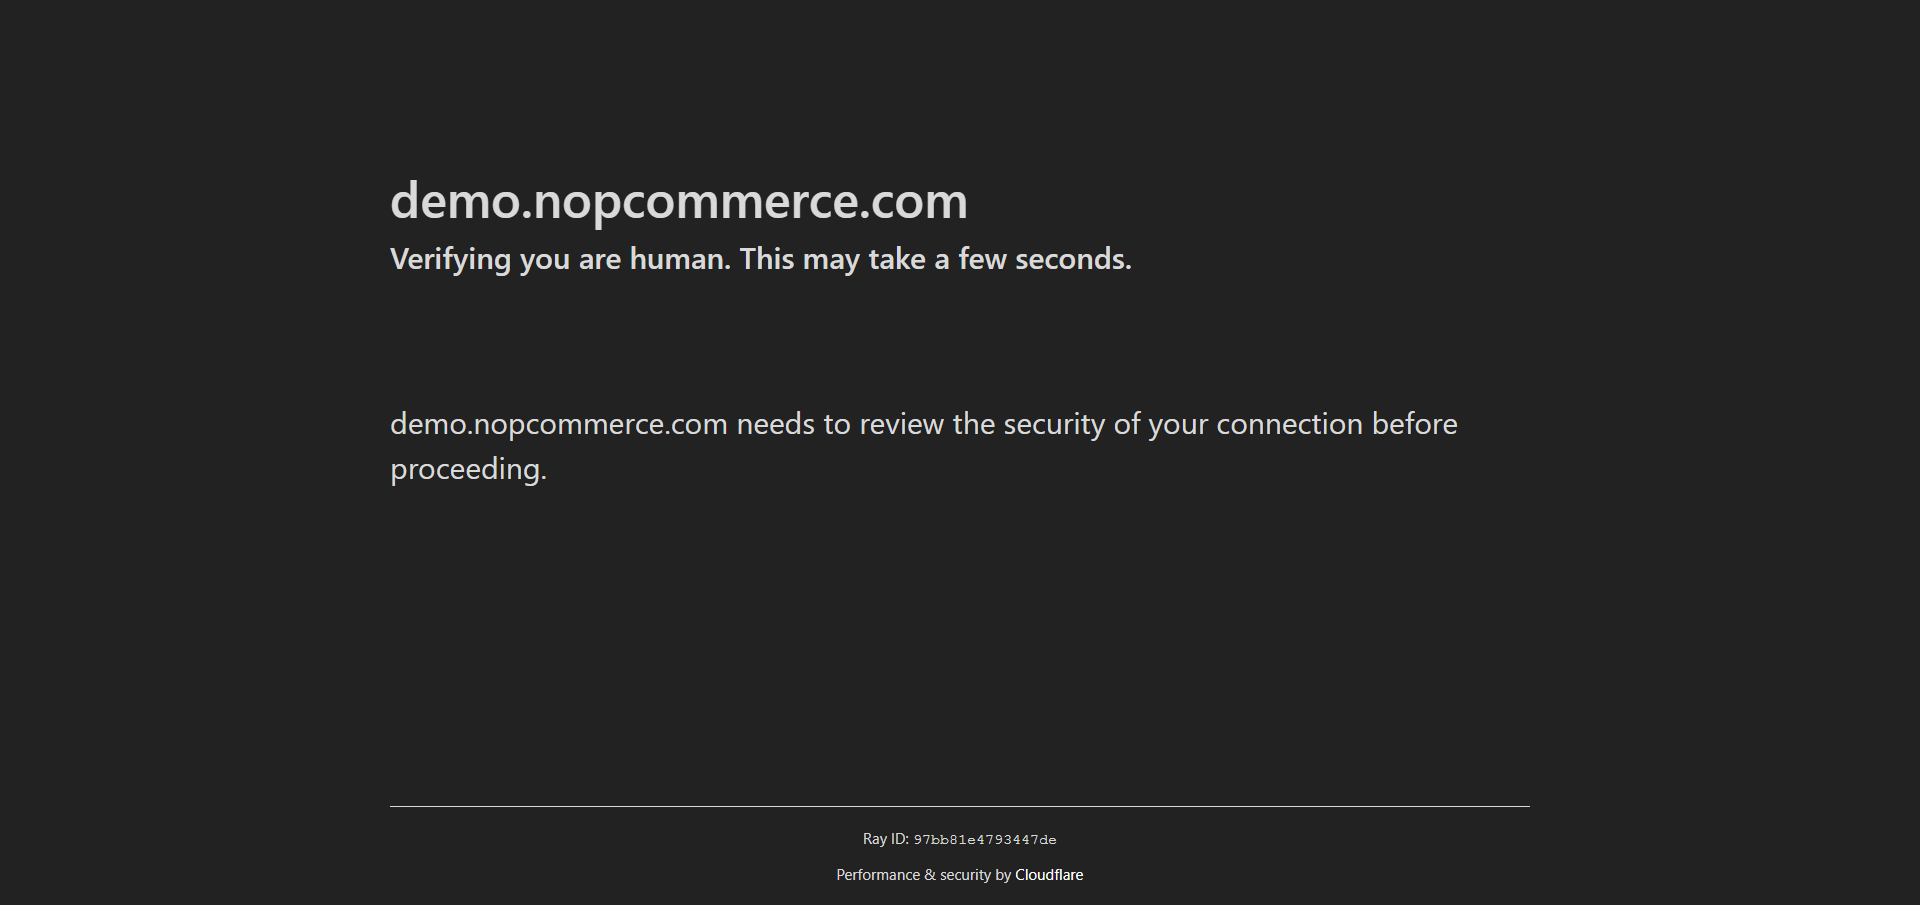 demo.nopcommerce.com
Verifying you are human. This may take a few seconds.
demo.nopcommerce.com needs to review the security of your connection before
proceeding.
Ray ID: 97bb81e4793447de
Performance & security by Cloudflare